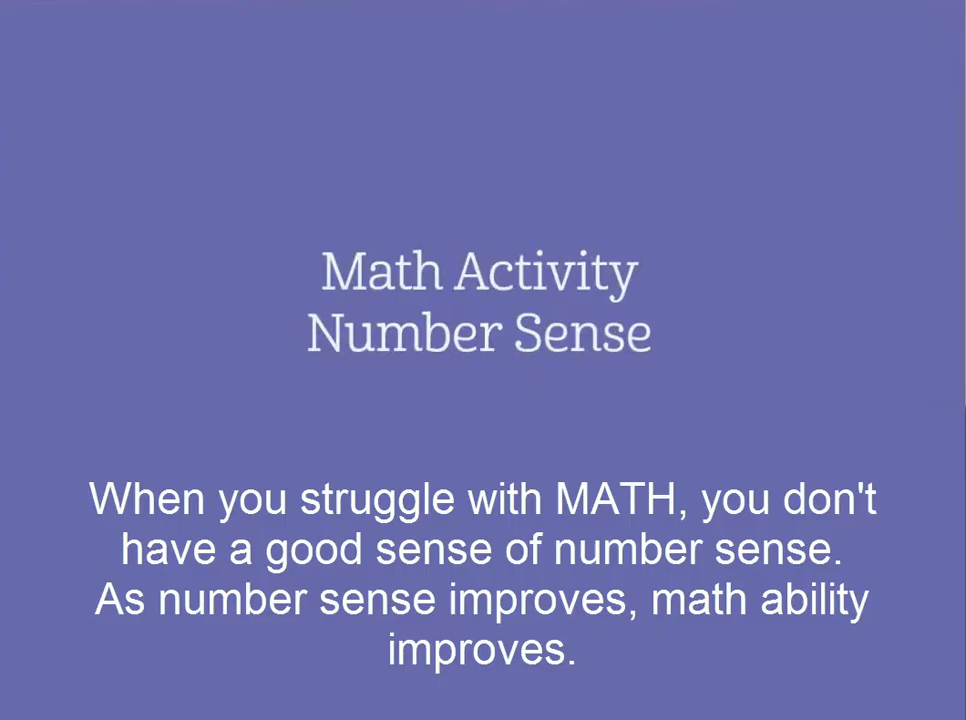 Math Activity
Number Sense
When you struggle with MATH, you don't
have a good sense of number sense.
As number sense improves, math ability
improves.